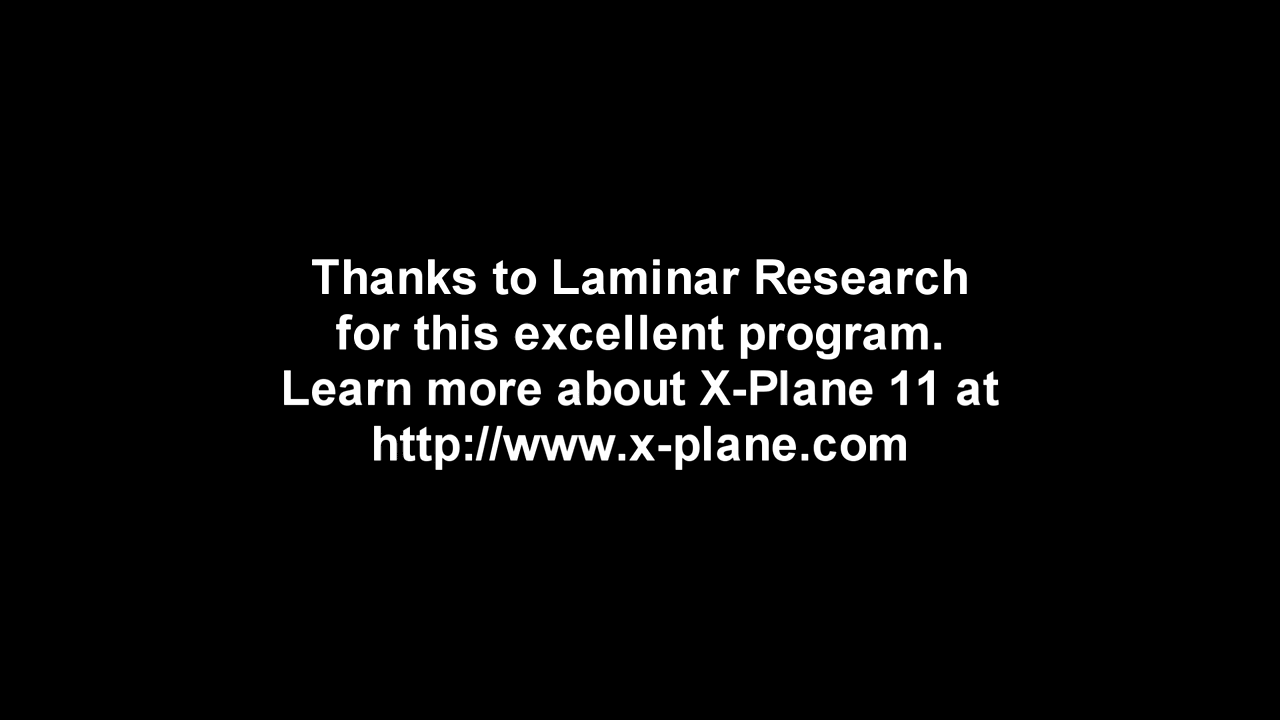 Thanks to Laminar Research
for this excellent program.
Learn more about X-Plane 11 at
http://www.x-plane.com